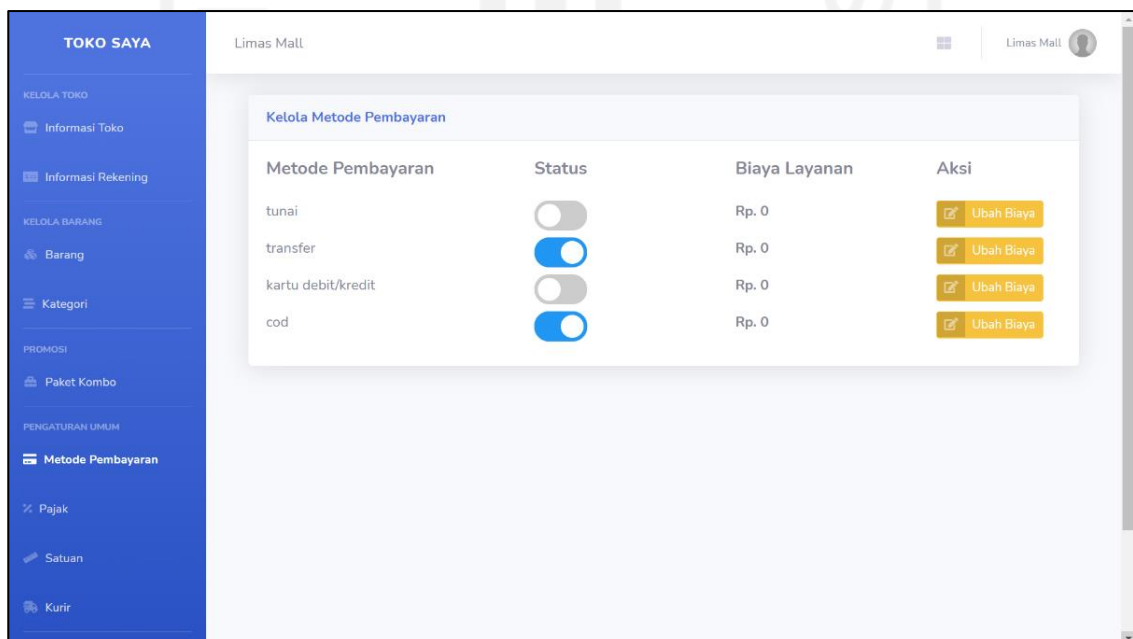 TOKO SAYA
Limas Mall
Limas Mall
KELOLA TOKO
Informasi Toko
Informasi Rekening
KELOLA BARANG
Barang
Kategori
PROMOSI
Paket Kombo
PENGATURAN UMUM
Metode Pembayaran
Pajak
Satuan
Kurir
Kelola Metode Pembayaran
Metode Pembayaran Status Biaya Layanan Aksi
tunai Rp. 0 Ubah Biaya
transfer Rp. 0 Ubah Biaya
kartu debit/kredit Rp. 0 Ubah Biaya
cod Rp. 0 Ubah Biaya